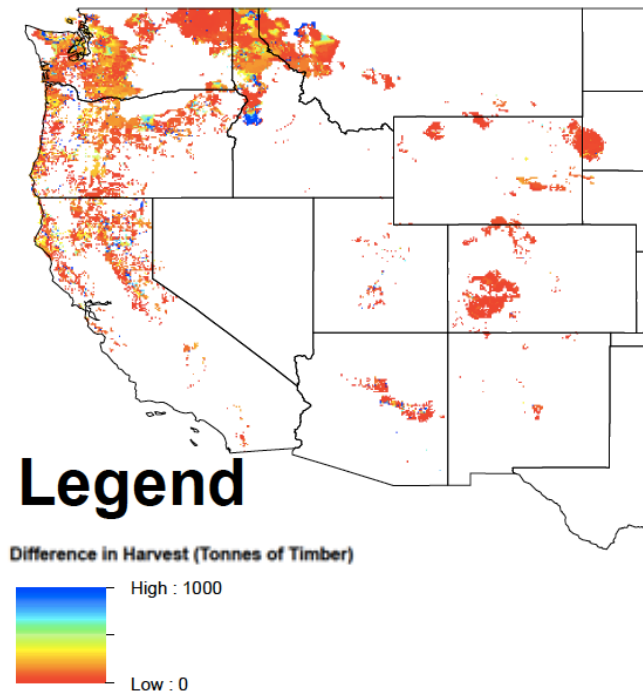 Legend
Difference in Harvest (Tonnes of Timber)
High : 1000
Low : 0